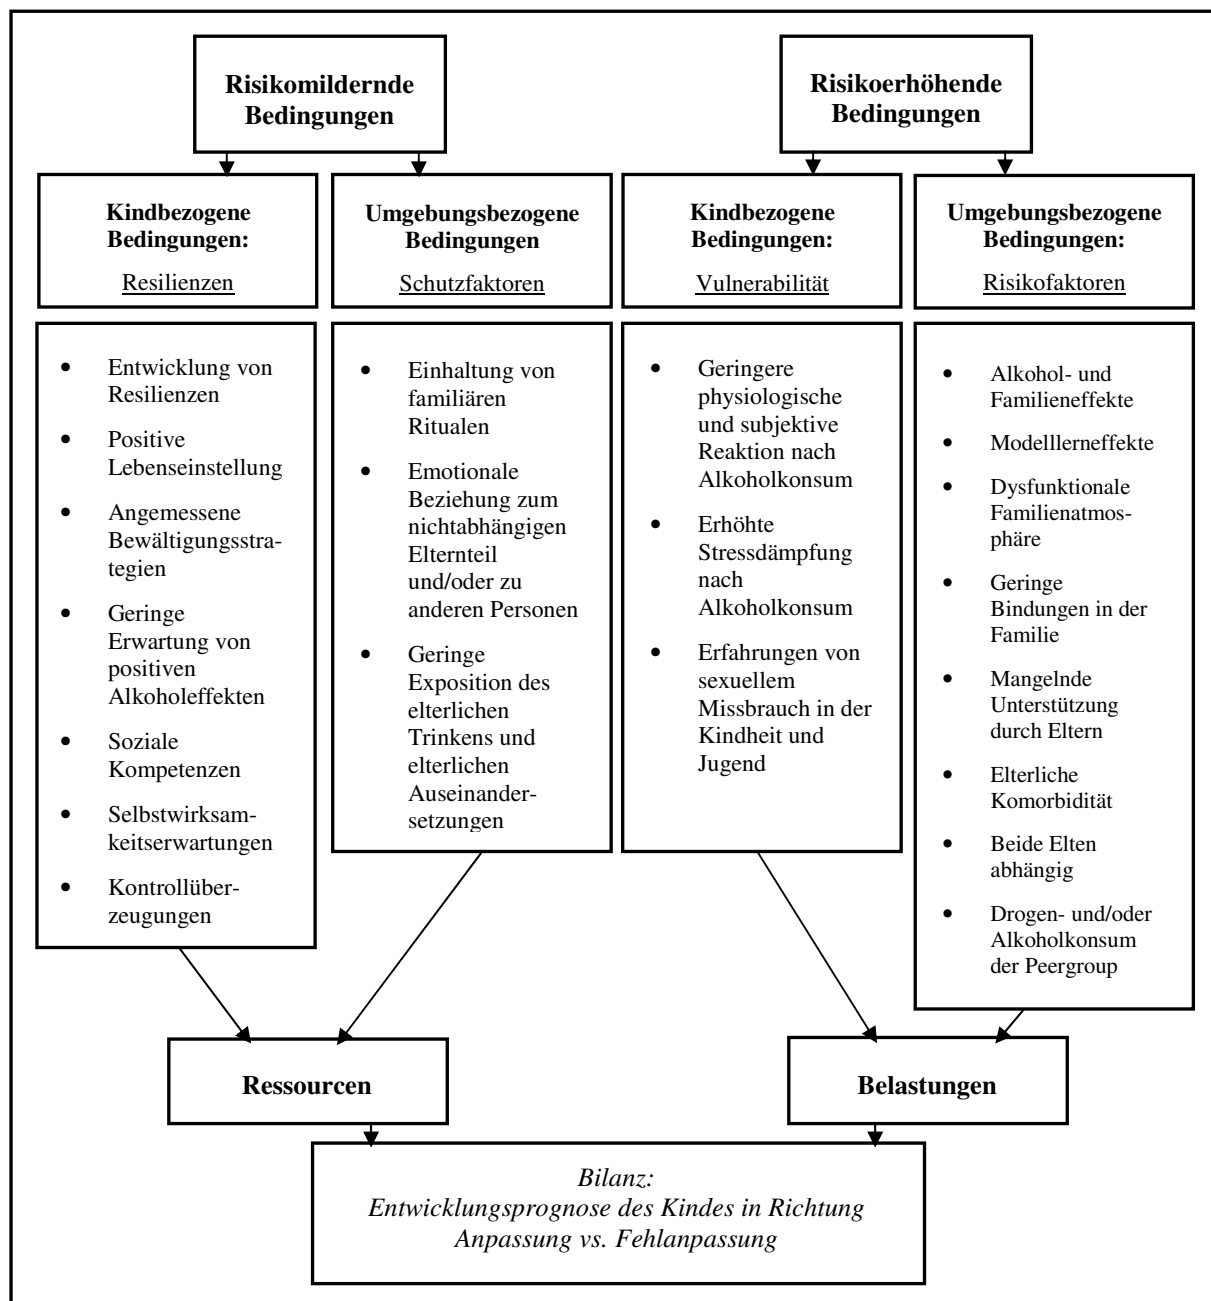 Risikomildernde
Bedingungen
Risikoerhöhende
Bedingungen
Kindbezogene
Bedingungen:
Resilienzen
Umgebungsbezogene
Bedingungen
Schutzfaktoren
Kindbezogene
Bedingungen:
Vulnerabilität
Umgebungsbezogene
Bedingungen:
Risikofaktoren
• Entwicklung von
Resilienzen
• Positive
Lebenseinstellung
• Angemessene
Bewältigungsstra-
tegien
• Geringe
Erwartung von
positiven
Alkoholeffekten
• Soziale
Kompetenzen
• Selbstwirksam-
keitserwartungen
• Kontrollüber-
zeugungen
• Einhaltung von
familiären
Ritualen
• Emotionale
Beziehung zum
nichtabhängigen
Elternteil
und/oder zu
anderen Personen
• Geringe
Exposition des
elterlichen
Trinkens und
elterlichen
Auseinander-
setzungen
• Geringere
physiologische
und subjektive
Reaktion nach
Alkoholkonsum
• Erhöhte
Stressdämpfung
nach
Alkoholkonsum
• Erfahrungen von
sexuellem
Missbrauch in der
Kindheit und
Jugend
• Alkohol- und
Familieneffekte
• Modelllerneffekte
• Dysfunktionale
Familienatmos-
phäre
• Geringe
Bindungen in der
Familie
• Mangelnde
Unterstützung
durch Eltern
• Elterliche
Komorbidität
• Beide Elten
abhängig
• Drogen- und/oder
Alkoholkonsum
der Peergroup
Ressourcen
Belastungen
Bilanz:
Entwicklungsprognose des Kindes in Richtung
Anpassung vs. Fehlanpassung